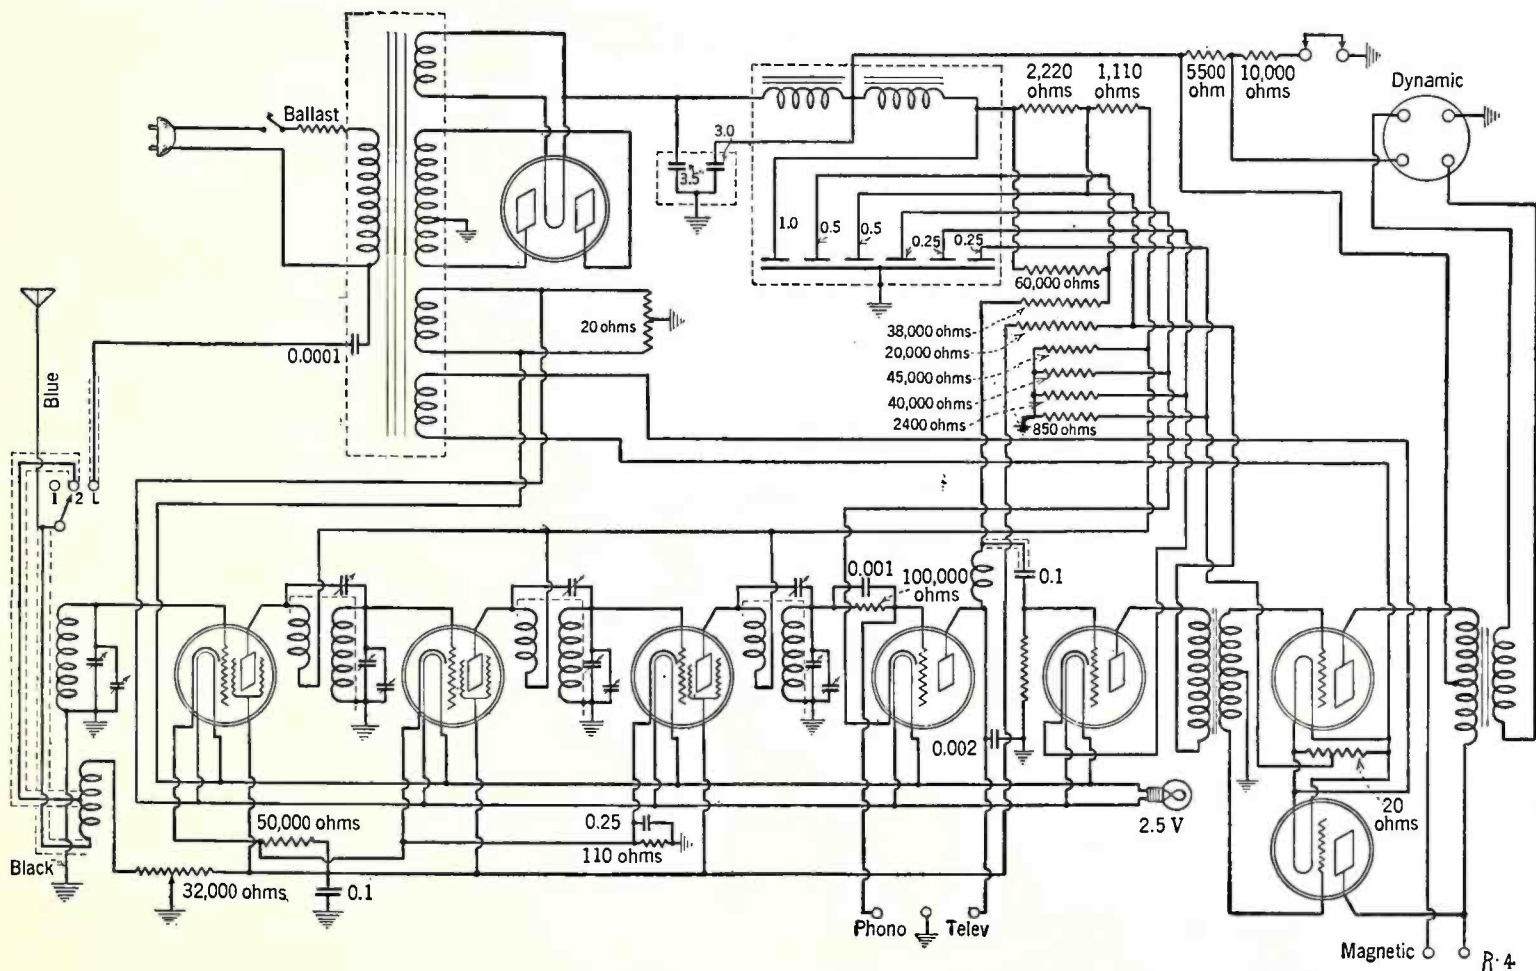 Ballast
0.0001
Blue
1 2 L
Black
20 ohms
3.0
3.5
1.0
0.5
0.5
0.25
0.25
2,220
ohms
1,110
ohms
5500
ohm
10,000
ohms
Dynamic
60,000 ohms
38,000 ohms
20,000 ohms
45,000 ohms
40,000 ohms
2400 ohms
850 ohms
0.001
100,000
ohms
0.1
0.002
50,000 ohms
32,000 ohms
0.1
0.25
110 ohms
2.5 V
20
ohms
Phono
Telev
Magnetic
R·4